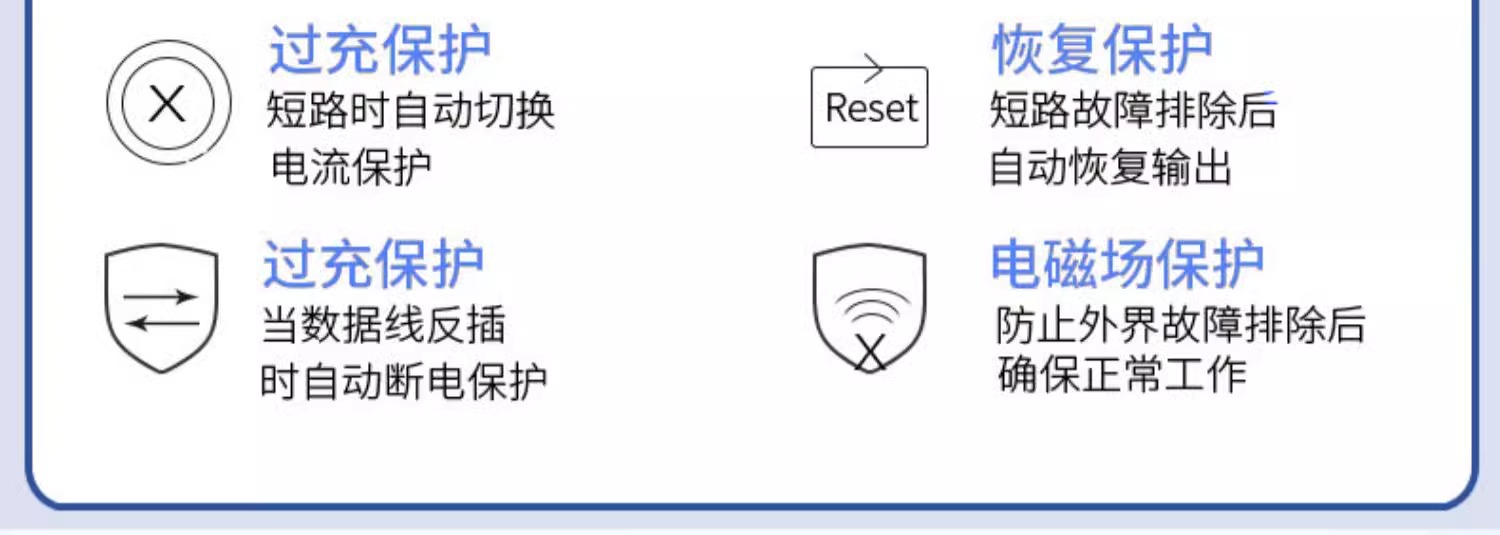 过充保护
短路时自动切换
电流保护
恢复保护
Reset
短路故障排除后
自动恢复输出
过充保护
当数据线反插
时自动断电保护
电磁场保护
防止外界故障排除后
确保正常工作